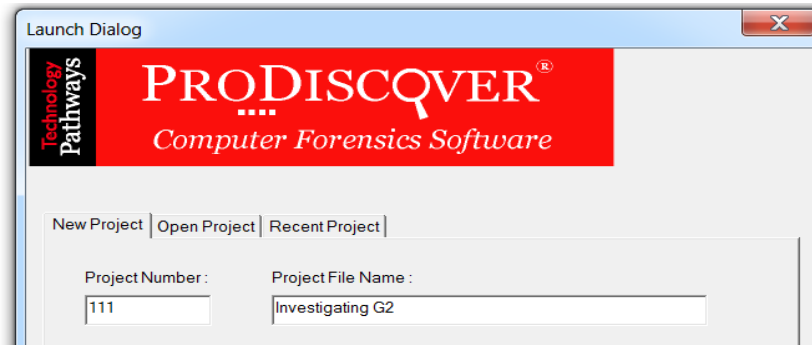 Launch Dialog
Technology
Pathways
PRODISCOVER®
Computer Forensics Software
New Project
Open Project
Recent Project
Project Number :
Project File Name :
111
Investigating G2